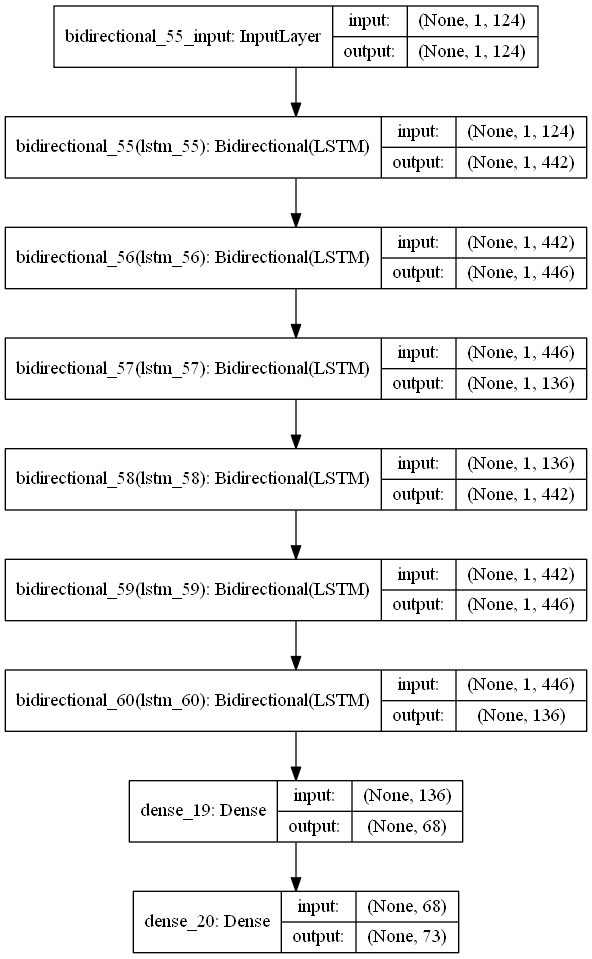 bidirectional_55_input: InputLayer
input: (None, 1, 124)
output: (None, 1, 124)
bidirectional_55(lstm_55): Bidirectional(LSTM)
input: (None, 1, 124)
output: (None, 1, 442)
bidirectional_56(lstm_56): Bidirectional(LSTM)
input: (None, 1, 442)
output: (None, 1, 446)
bidirectional_57(lstm_57): Bidirectional(LSTM)
input: (None, 1, 446)
output: (None, 1, 136)
bidirectional_58(lstm_58): Bidirectional(LSTM)
input: (None, 1, 136)
output: (None, 1, 442)
bidirectional_59(lstm_59): Bidirectional(LSTM)
input: (None, 1, 442)
output: (None, 1, 446)
bidirectional_60(lstm_60): Bidirectional(LSTM)
input: (None, 1, 446)
output: (None, 136)
dense_19: Dense
input: (None, 136)
output: (None, 68)
dense_20: Dense
input: (None, 68)
output: (None, 73)